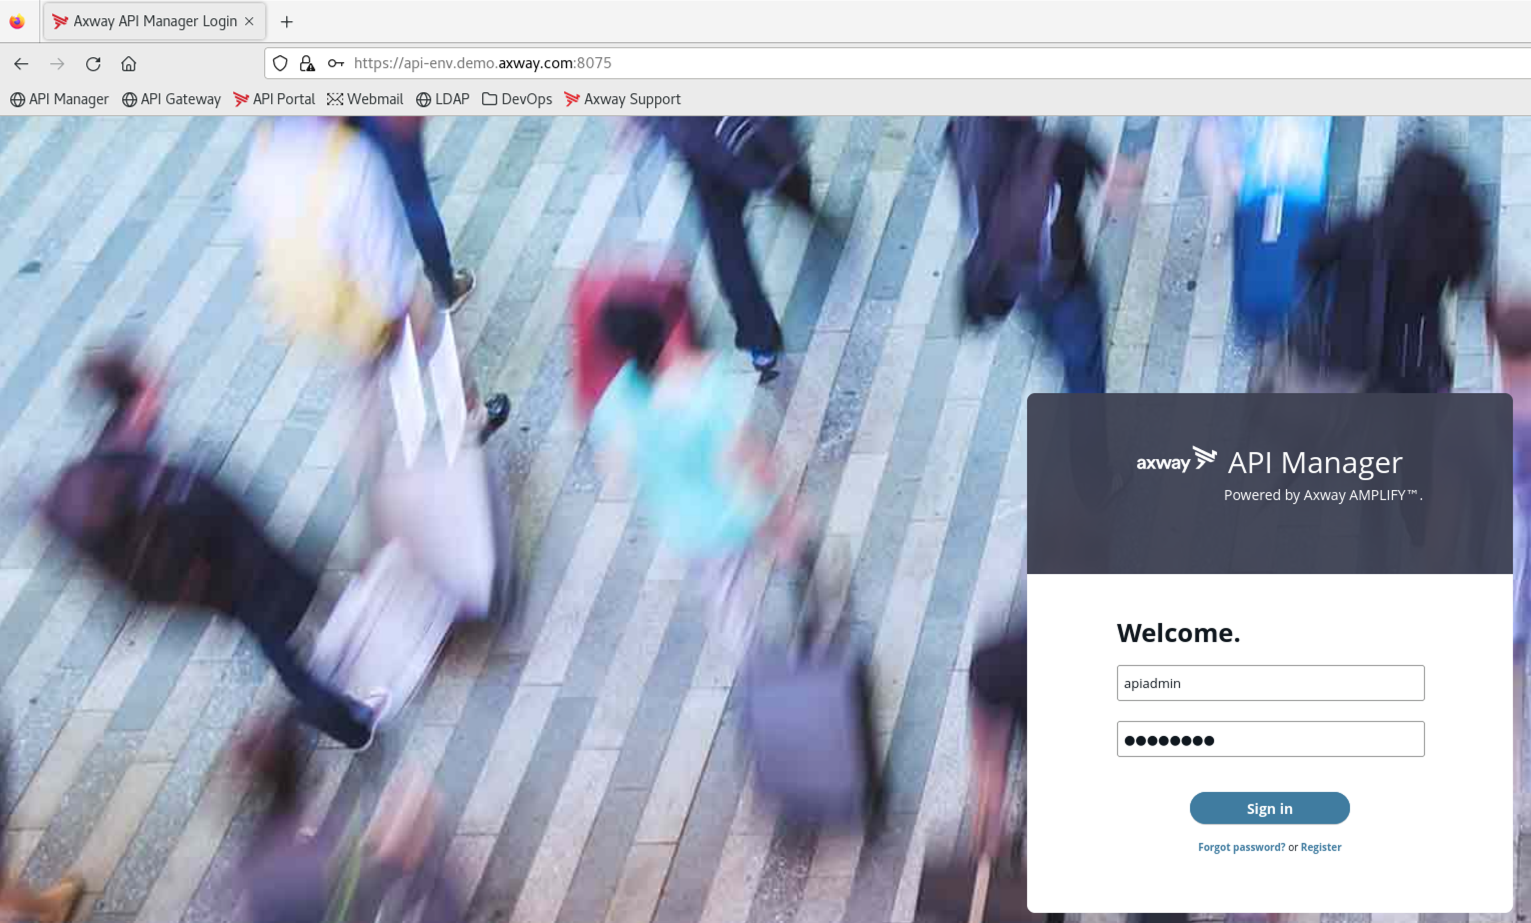 Axway API Manager Login
https://api-env.demo.axway.com:8075
API Manager API Gateway API Portal Webmail LDAP DevOps Axway Support
axway API Manager
Powered by Axway AMPLIFY™.
Welcome.
apiadmin
Sign in
Forgot password? or Register